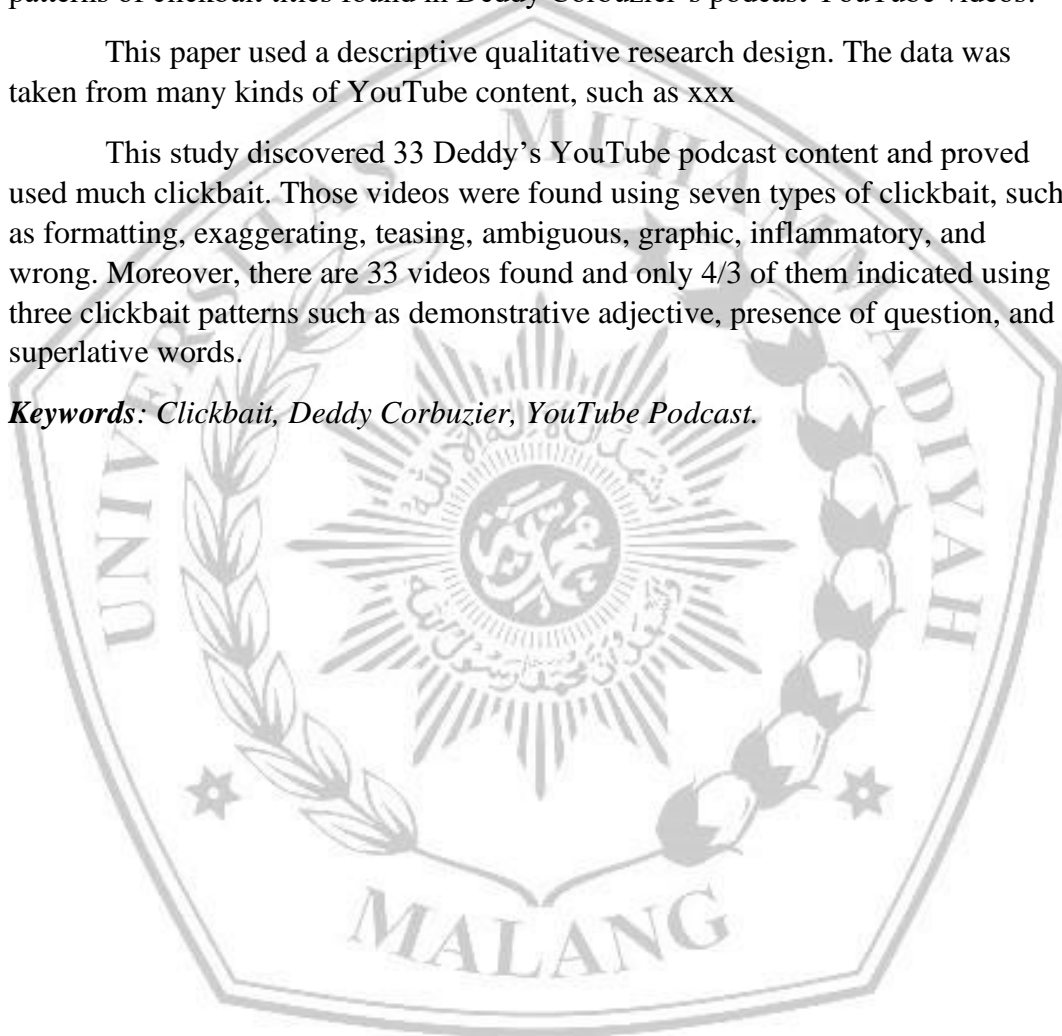 patterns of clickbait titles found in Deddy Corbuzier's podcast YouTube videos.
This paper used a descriptive qualitative research design. The data was
taken from many kinds of YouTube content, such as xxx
This study discovered 33 Deddy's YouTube podcast content and proved
used much clickbait. Those videos were found using seven types of clickbait, such
as formatting, exaggerating, teasing, ambiguous, graphic, inflammatory, and
wrong. Moreover, there are 33 videos found and only 4/3 of them indicated using
three clickbait patterns such as demonstrative adjective, presence of question, and
superlative words.
Keywords: Clickbait, Deddy Corbuzier, YouTube Podcast.
UNIVERSITAS MUHAMMADIYAH
MALANG